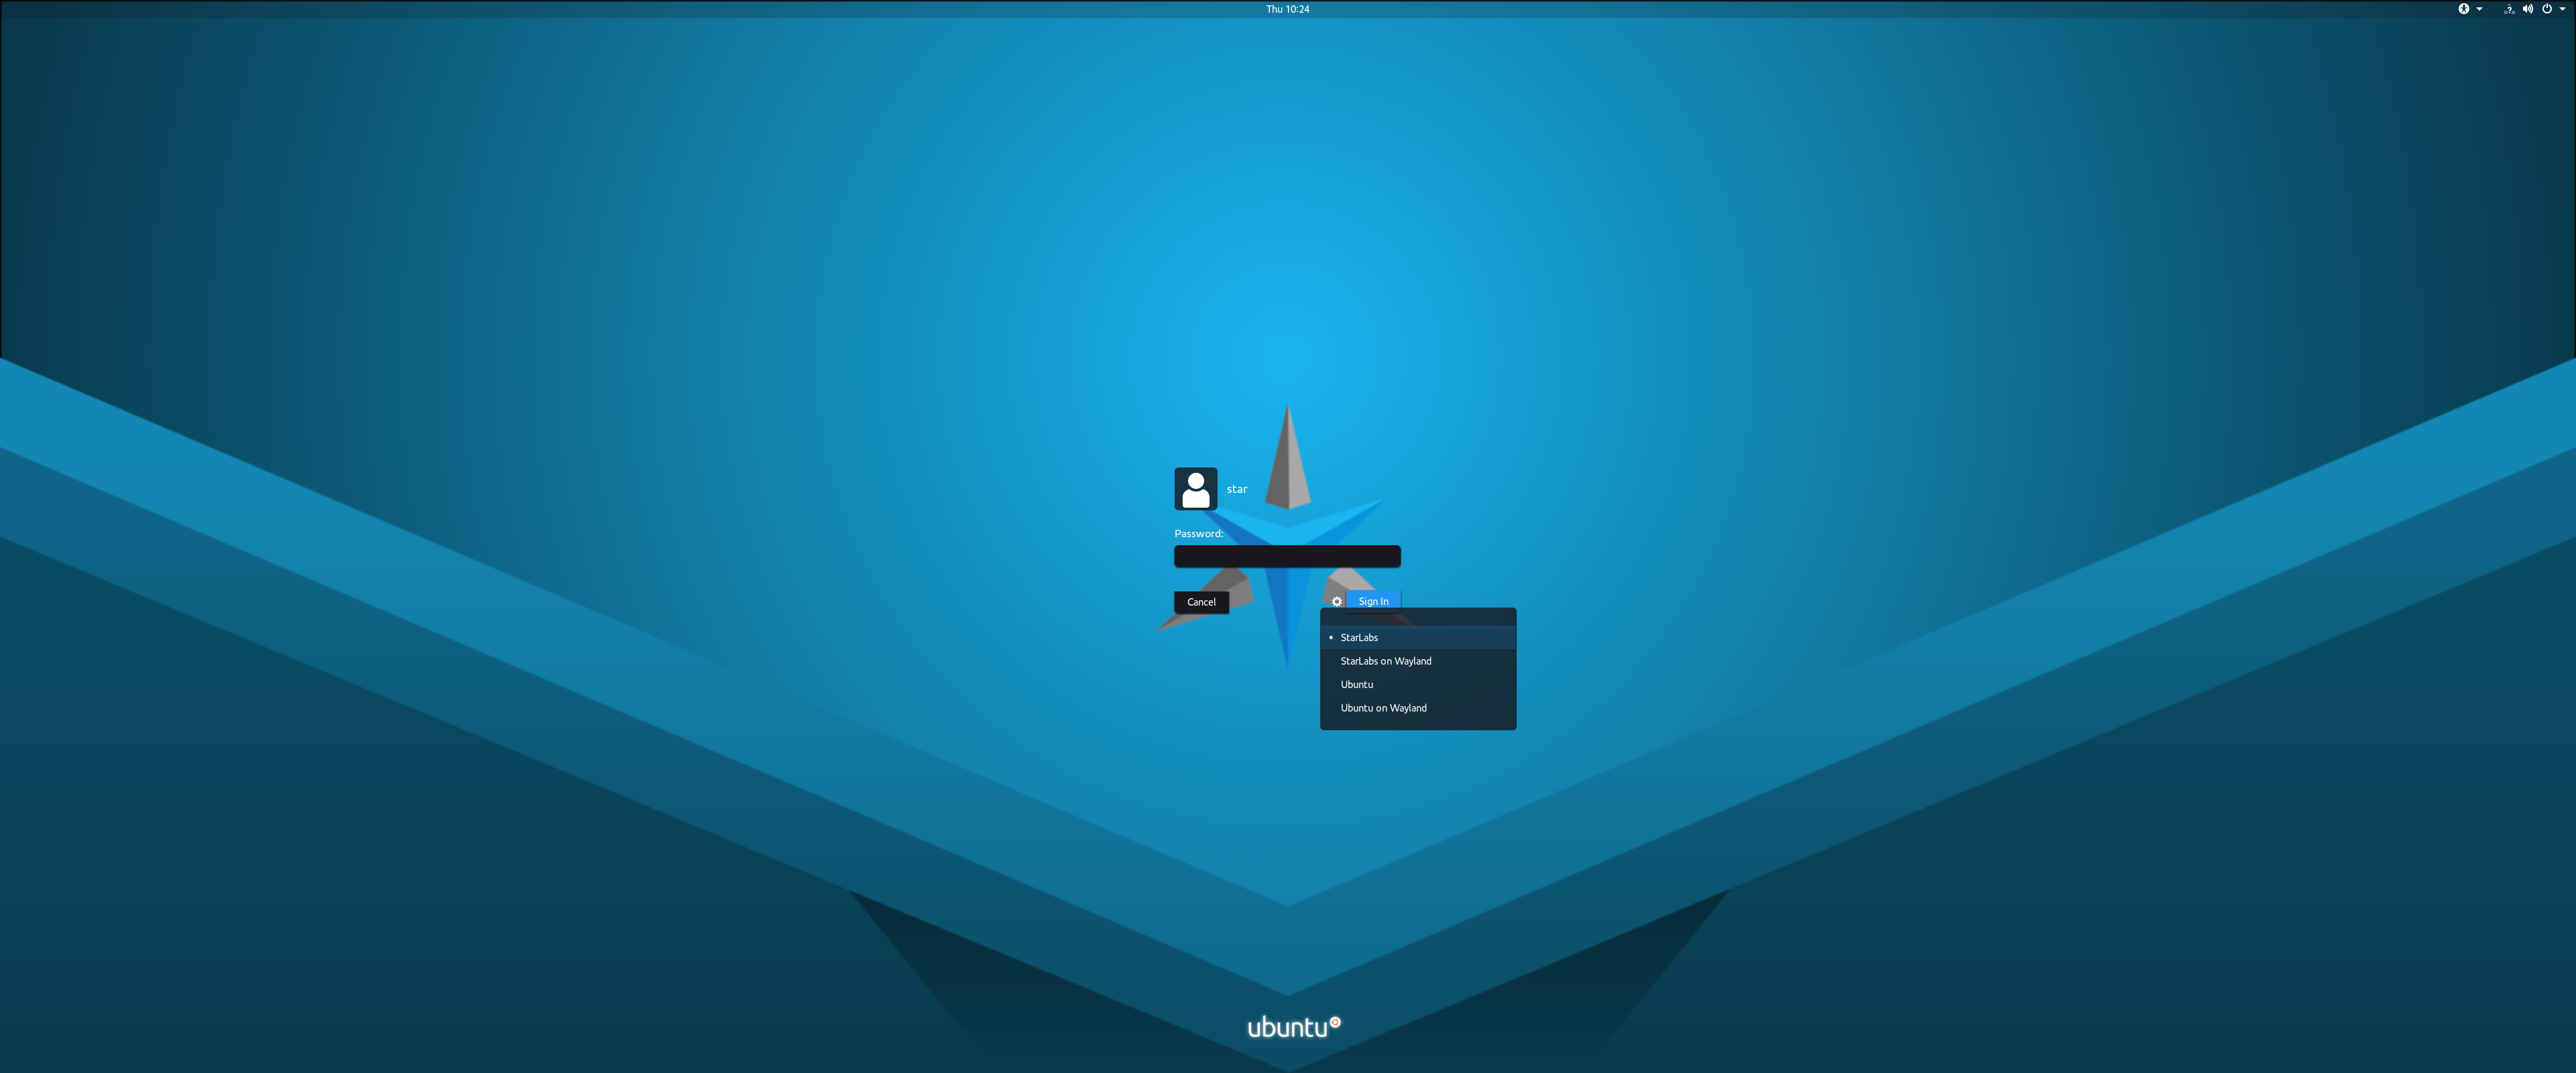 Thu 10:24
star
Password:
Cancel
Sign In
StarLabs
StarLabs on Wayland
Ubuntu
Ubuntu on Wayland
ubuntu